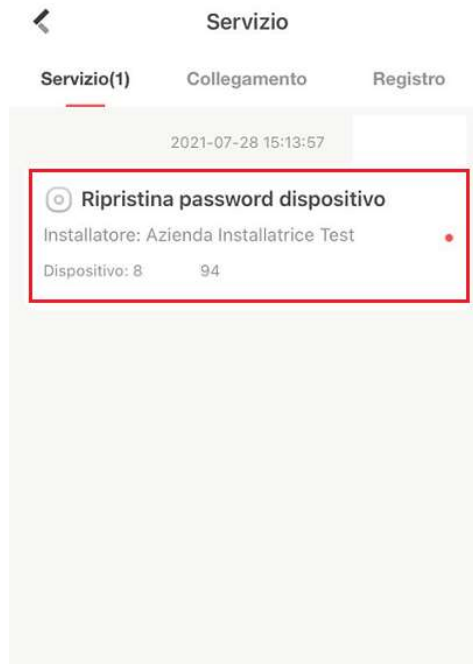 Servizio
Servizio(1) Collegamento Registro
2021-07-28 15:13:57
Ripristina password dispositivo
Installatore: Azienda Installatrice Test
Dispositivo: 8 94